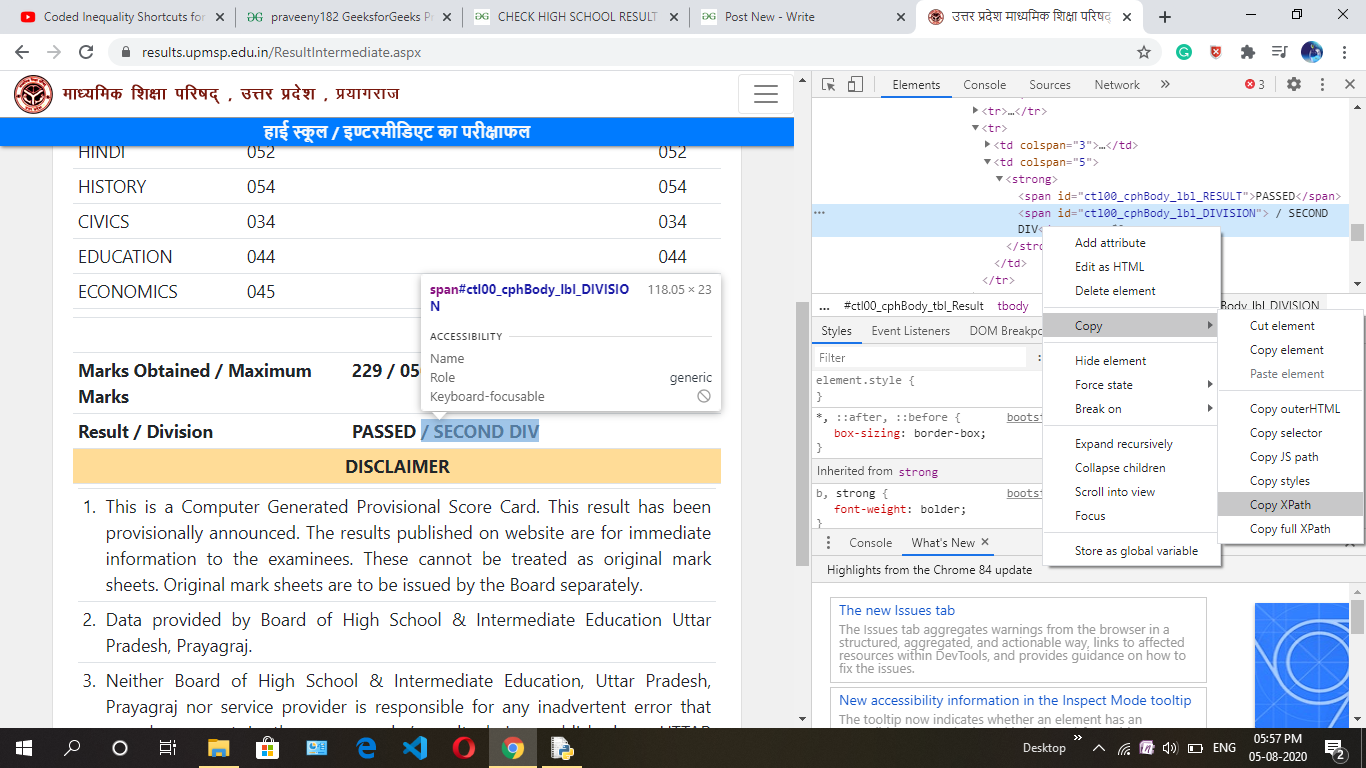 Coded Inequality Shortcuts for
praveeny182 GeeksforGeeks P
CHECK HIGH SCHOOL RESULT
Post New - Write
उत्तर प्रदेश माध्यमिक शिक्षा परिषद्
results.upmsp.edu.in/ResultIntermediate.aspx
माध्यमिक शिक्षा परिषद् , उत्तर प्रदेश , प्रयागराज
हाई स्कूल / इण्टरमीडिएट का परीक्षाफल
HINDI 052 052
HISTORY 054 054
CIVICS 034 034
EDUCATION 044 044
ECONOMICS 045 045
Marks Obtained / Maximum 229 / 050
Marks
Result / Division PASSED / SECOND DIV
span#ctl00_cphBody_lbl_DIVISIO 118.05 × 23
N
ACCESSIBILITY
Name
Role generic
Keyboard-focusable
DISCLAIMER
1. This is a Computer Generated Provisional Score Card. This result has been
provisionally announced. The results published on website are for immediate
information to the examinees. These cannot be treated as original mark
sheets. Original mark sheets are to be issued by the Board separately.
2. Data provided by Board of High School & Intermediate Education Uttar
Pradesh, Prayagraj.
3. Neither Board of High School & Intermediate Education, Uttar Pradesh,
Prayagraj nor service provider is responsible for any inadvertent error that
Elements Console Sources Network » 3
<tr>…</tr>
<tr>
<td colspan="3">…</td>
<td colspan="5">
<strong>
<span id="ctl00_cphBody_lbl_RESULT">PASSED</span>
<span id="ctl00_cphBody_lbl_DIVISION"> / SECOND
DIV<
</stro
</td>
</tr>
... #ctl00_cphBody_tbl_Result tbody Body_lbl_DIVISION
Styles Event Listeners DOM Breakpo
Filter :
element.style {
}
*, ::after, ::before { bootst
box-sizing: border-box;
}
Inherited from strong
b, strong { bootst
font-weight: bolder;
}
Add attribute
Edit as HTML
Delete element
Copy
Hide element
Force state
Break on
Expand recursively
Collapse children
Scroll into view
Focus
Store as global variable
Cut element
Copy element
Paste element
Copy outerHTML
Copy selector
Copy JS path
Copy styles
Copy XPath
Copy full XPath
Console What's New
Highlights from the Chrome 84 update
The new Issues tab
The Issues tab aggregates warnings from the browser in a
structured, aggregated, and actionable way, links to affected
resources within DevTools, and provides guidance on how to
fix the issues.
New accessibility information in the Inspect Mode tooltip
The tooltip now indicates whether an element has an
Desktop » ENG 05:57 PM
05-08-2020 2